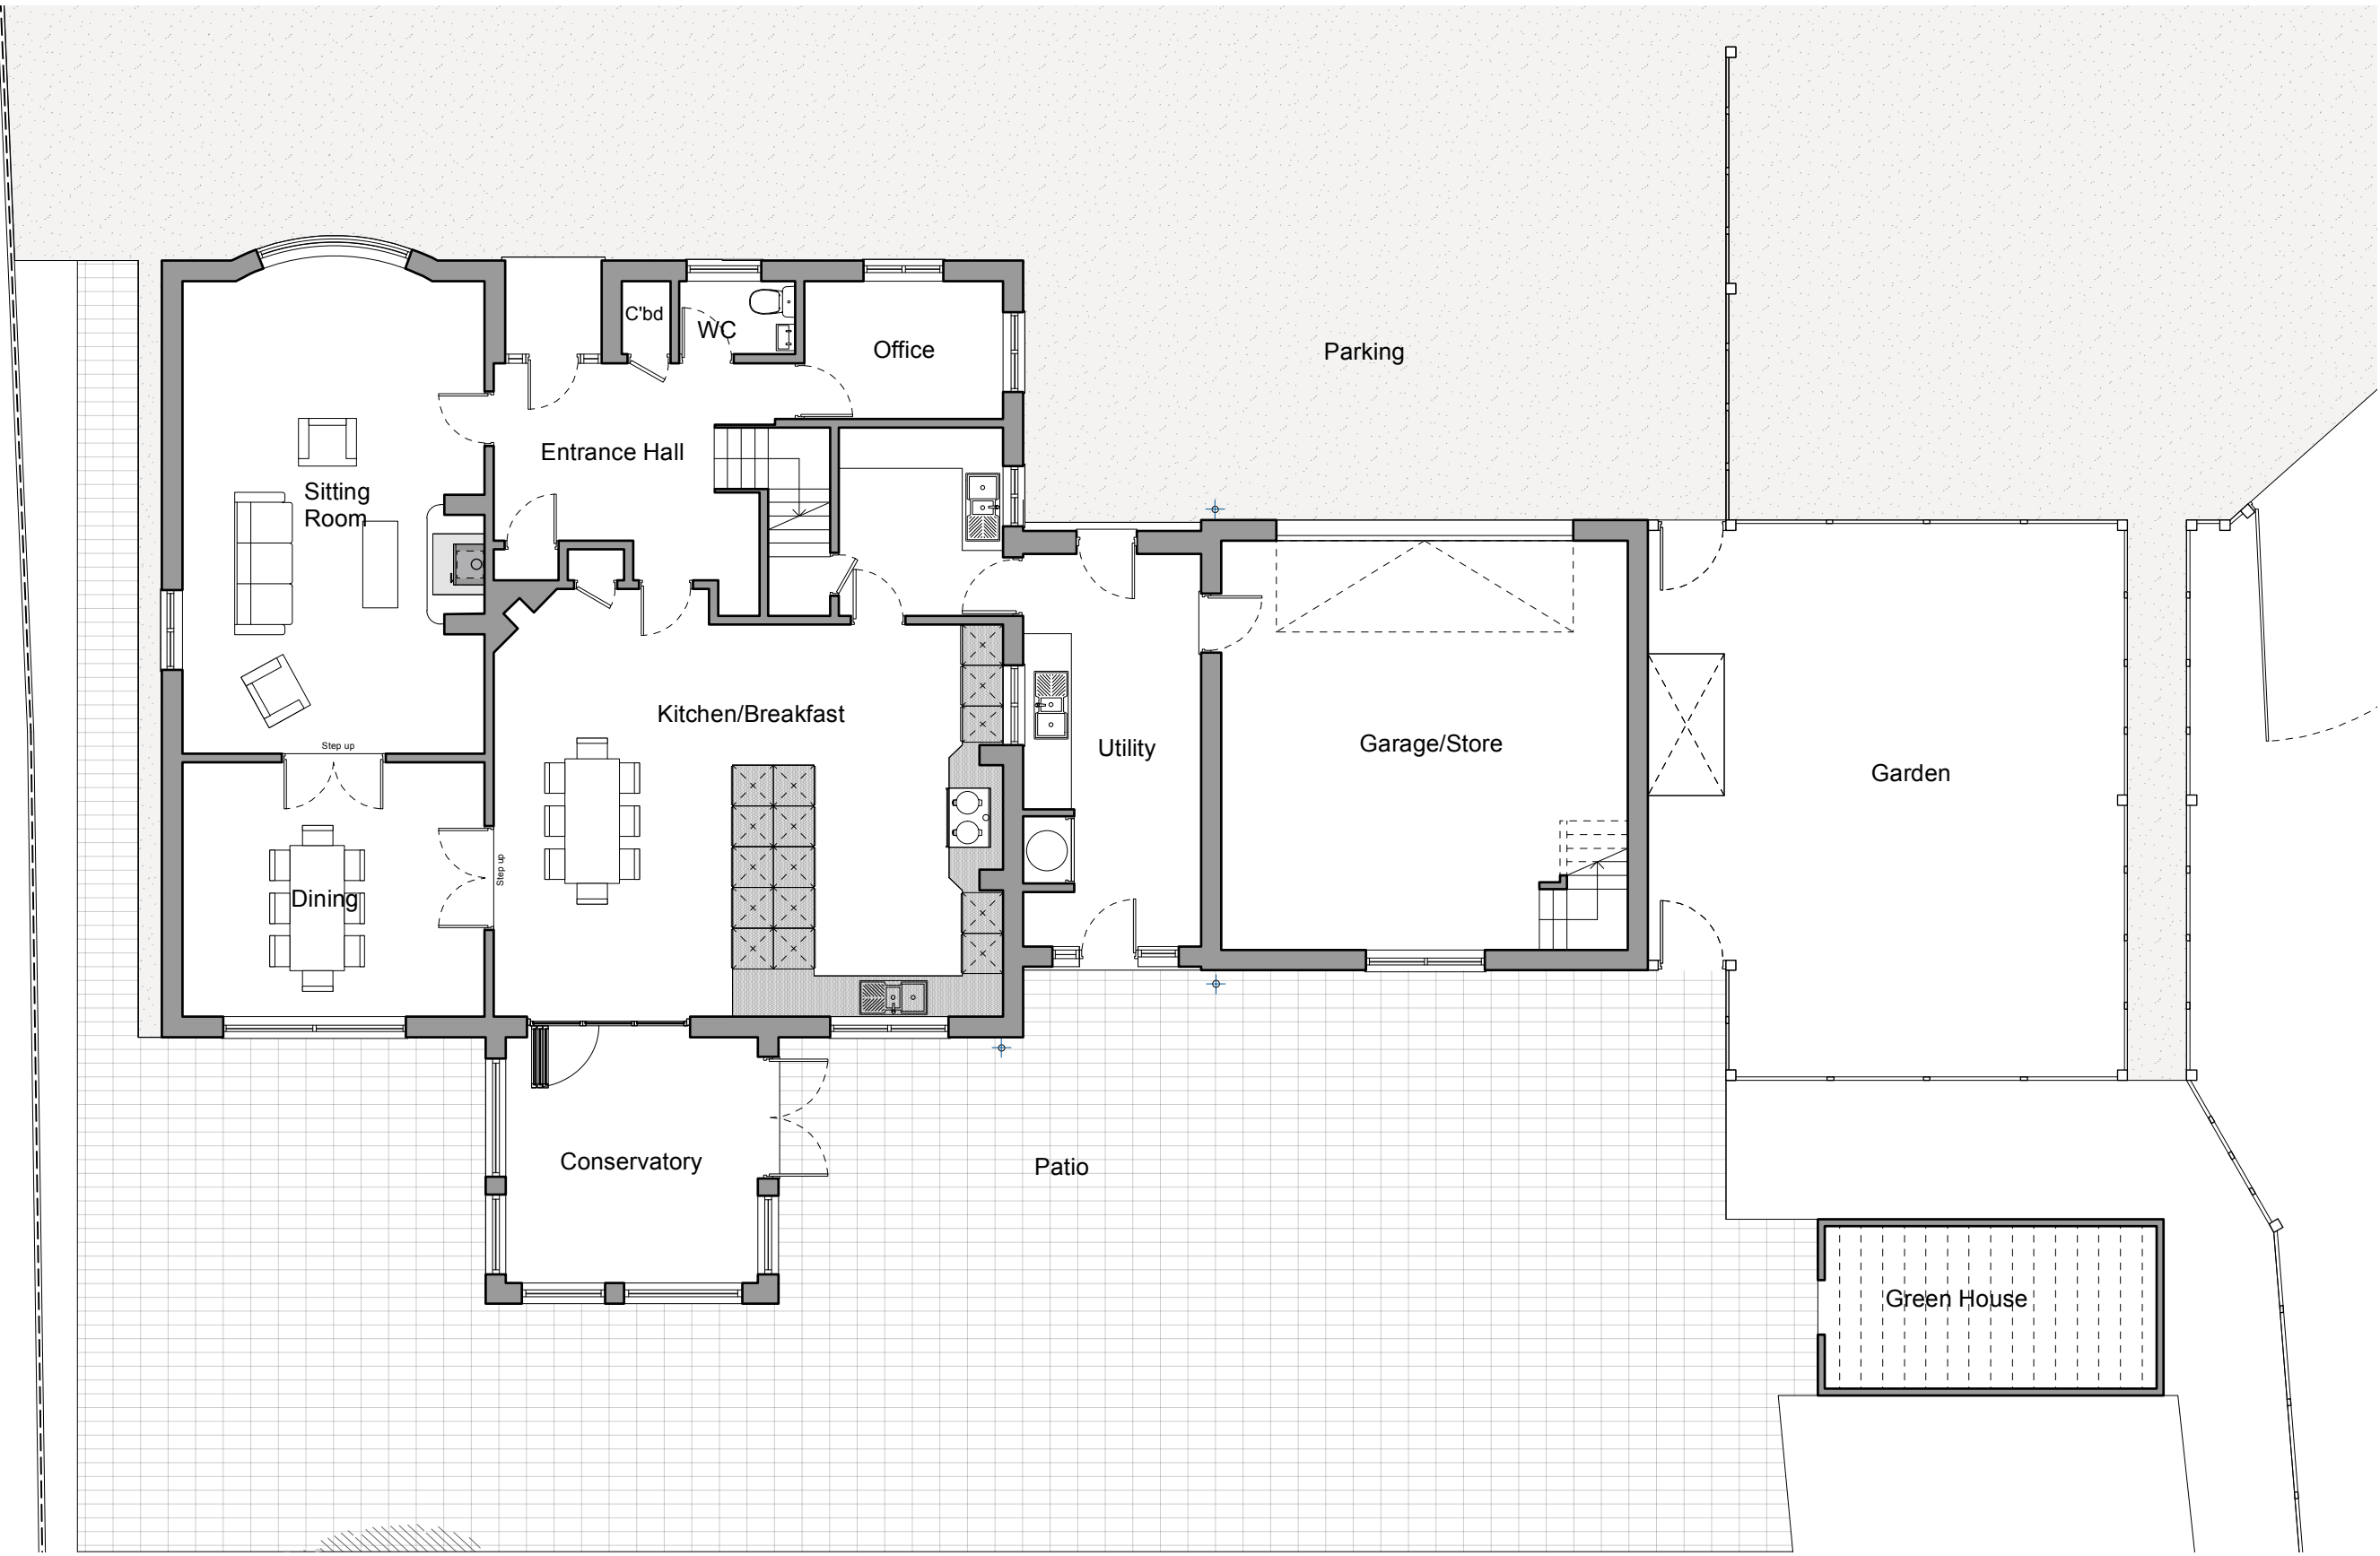 C'bd
WC
Office
Parking
Entrance Hall
Sitting
Room
Kitchen/Breakfast
Step up
Utility
Garage/Store
Garden
Step up
Dining
Conservatory
Patio
Green House